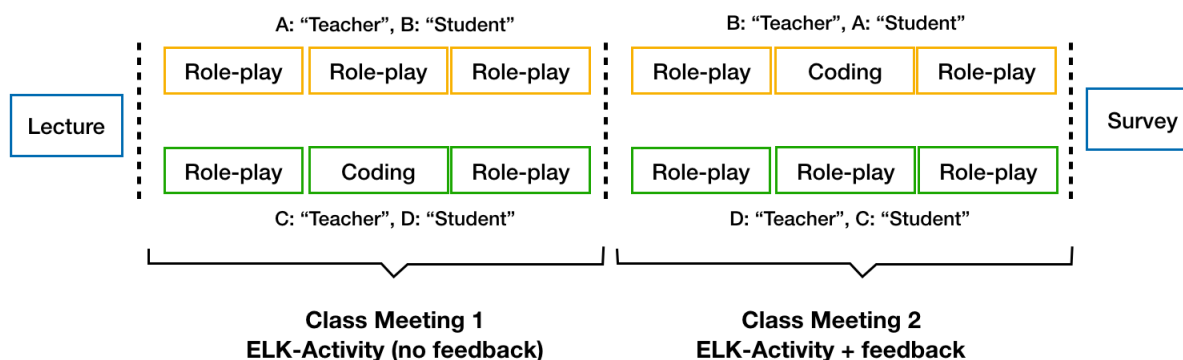 A: “Teacher”, B: “Student”
B: “Teacher”, A: “Student”
Role-play Role-play Role-play
Role-play Coding Role-play
Lecture
Survey
Role-play Coding Role-play
Role-play Role-play Role-play
C: “Teacher”, D: “Student”
D: “Teacher”, C: “Student”
Class Meeting 1
ELK-Activity (no feedback)
Class Meeting 2
ELK-Activity + feedback